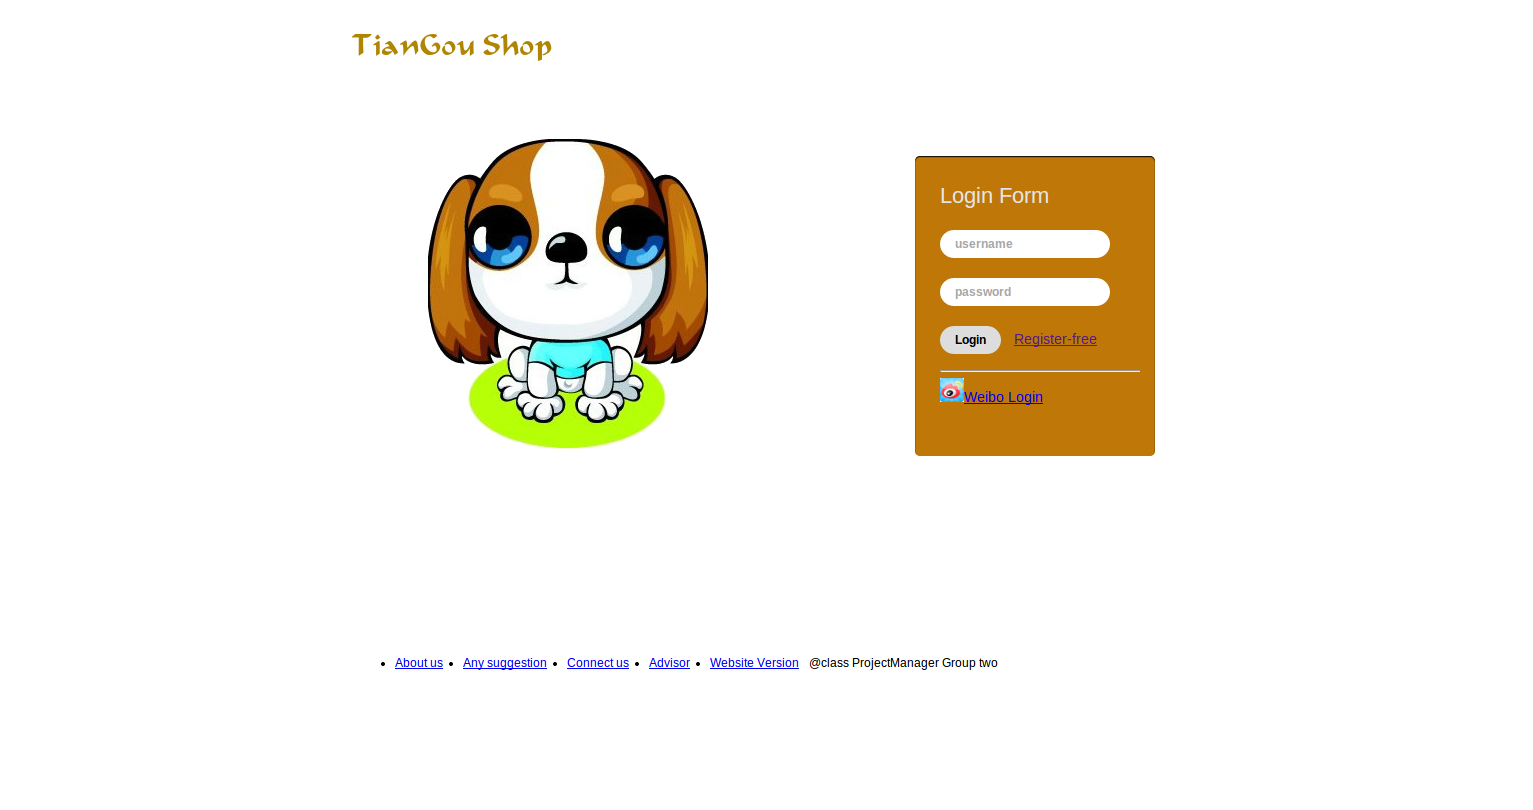 TianGou Shop
Login Form
username
password
Login Register-free
Weibo Login
About us Any suggestion Connect us Advisor Website Version @class ProjectManager Group two